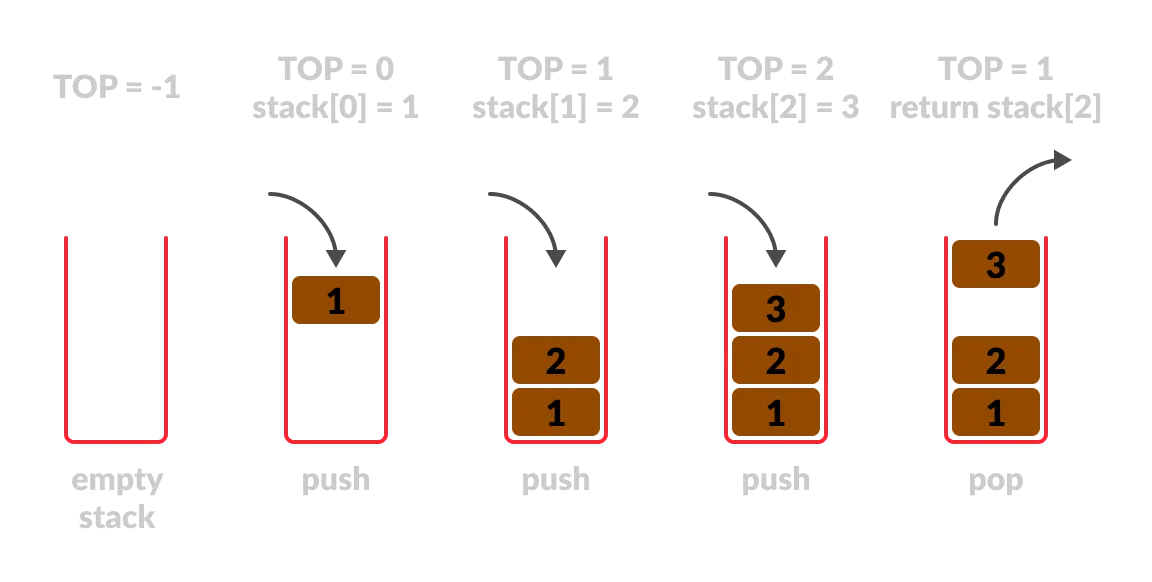 TOP = -1
TOP = 0
stack[0] = 1
TOP = 1
stack[1] = 2
TOP = 2
stack[2] = 3
TOP = 1
return stack[2]
1
2
1
3
2
1
3
2
1
empty
stack
push
push
push
pop